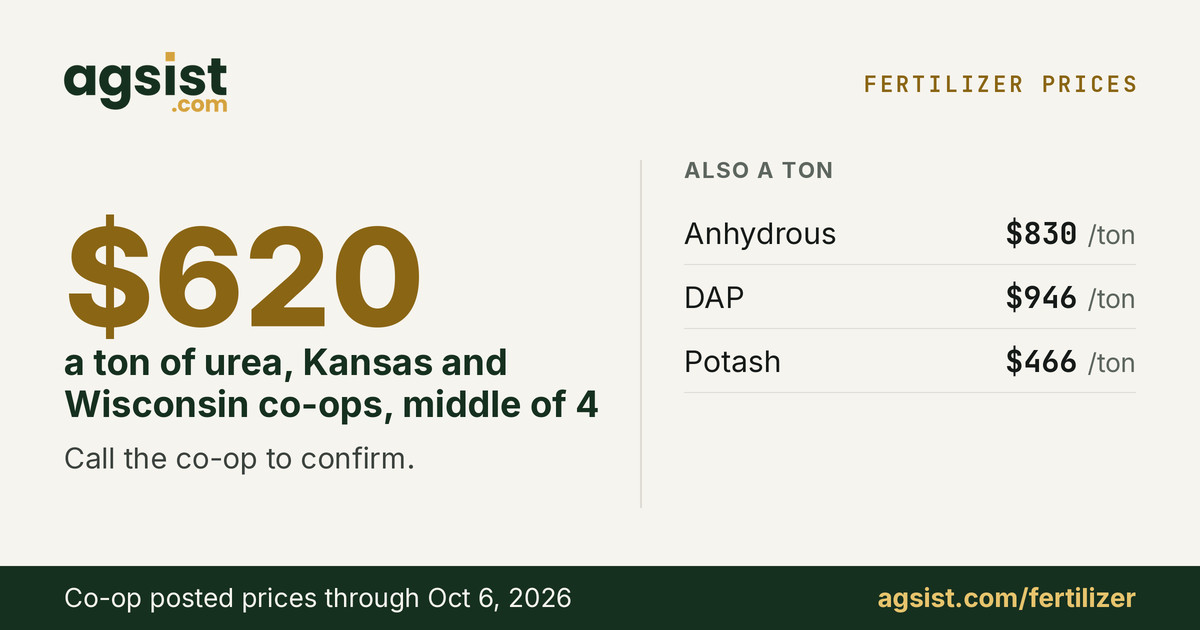 agsist
.com
FERTILIZER PRICES
$620
a ton of urea, Kansas and
Wisconsin co-ops, middle of 4
Call the co-op to confirm.
ALSO A TON
Anhydrous $830 /ton
DAP $946 /ton
Potash $466 /ton
Co-op posted prices through Oct 6, 2026
agsist.com/fertilizer